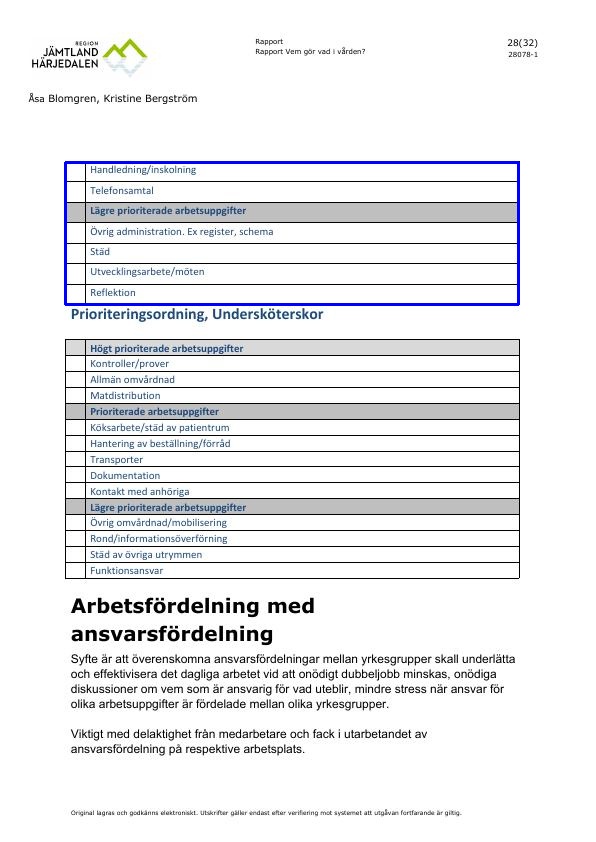 REGION
JÄMTLAND
HÄRJEDALEN
Rapport
Rapport Vem gör vad i vården?
28(32)
28078-1
Åsa Blomgren, Kristine Bergström
Handledning/inskolning
Telefonsamtal
Lägre prioriterade arbetsuppgifter
Övrig administration. Ex register, schema
Städ
Utvecklingsarbete/möten
Reflektion
Prioriteringsordning, Undersköterskor
Högt prioriterade arbetsuppgifter
Kontroller/prover
Allmän omvårdnad
Matdistribution
Prioriterade arbetsuppgifter
Köksarbete/städ av patientrum
Hantering av beställning/förråd
Transporter
Dokumentation
Kontakt med anhöriga
Lägre prioriterade arbetsuppgifter
Övrig omvårdnad/mobilisering
Rond/informationsöverförning
Städ av övriga utrymmen
Funktionsansvar
Arbetsfördelning med
ansvarsfördelning
Syfte är att överenskomna ansvarsfördelningar mellan yrkesgrupper skall underlätta
och effektivisera det dagliga arbetet vid att onödigt dubbeljobb minskas, onödiga
diskussioner om vem som är ansvarig för vad uteblir, mindre stress när ansvar för
olika arbetsuppgifter är fördelade mellan olika yrkesgrupper.
Viktigt med delaktighet från medarbetare och fack i utarbetandet av
ansvarsfördelning på respektive arbetsplats.
Original lagras och godkänns elektroniskt. Utskrifter gäller endast efter verifiering mot systemet att utgåvan fortfarande är giltig.